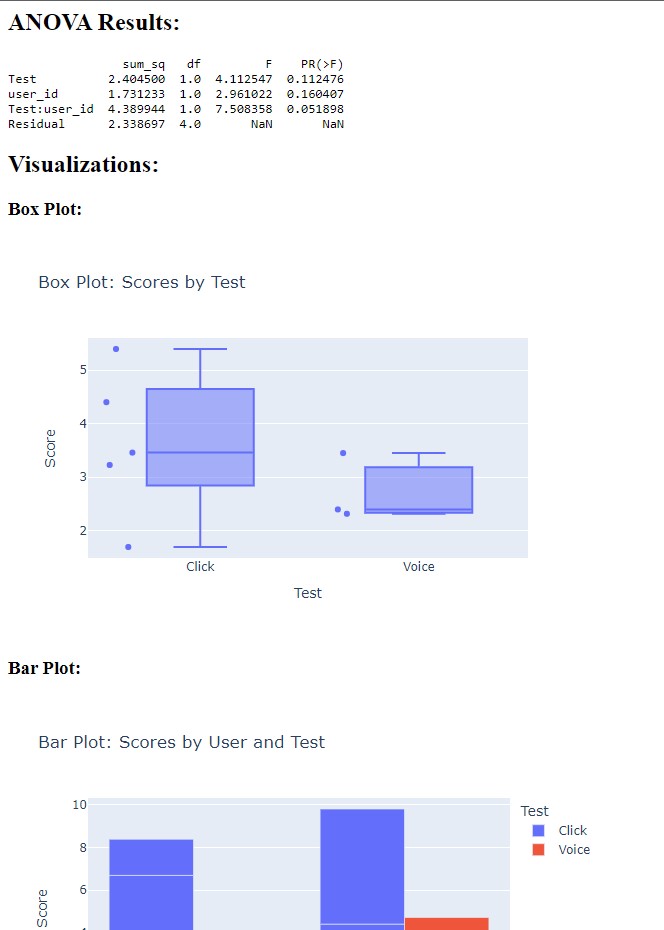 ANOVA Results:
sum_sq df F PR(>F)
Test 2.404500 1.0 4.112547 0.112476
user_id 1.731233 1.0 2.961022 0.160407
Test:user_id 4.389944 1.0 7.508358 0.051898
Residual 2.338697 4.0 NaN NaN
Visualizations:
Box Plot:
Box Plot: Scores by Test
5
4
3
2
Score
Click Voice
Test
Bar Plot:
Bar Plot: Scores by User and Test
10
8
6
Score
Test
Click
Voice